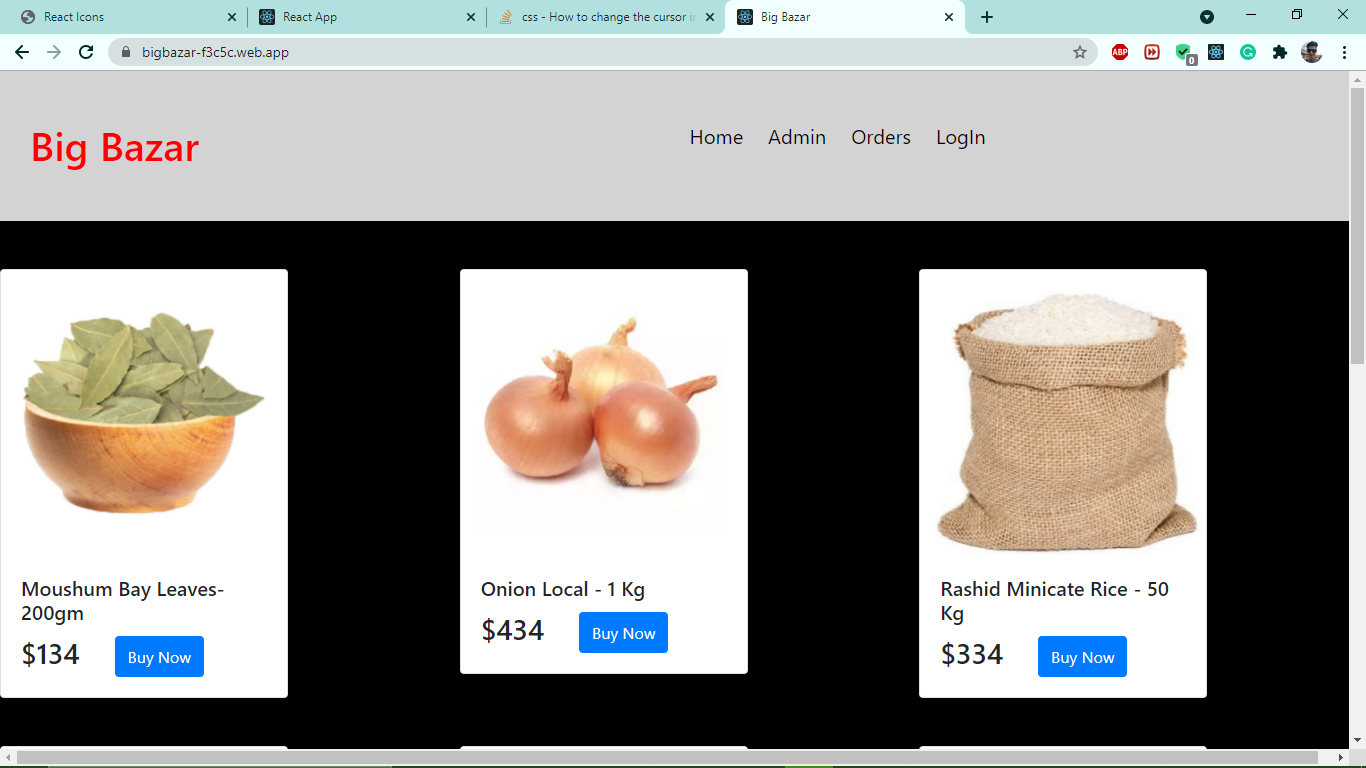 React Icons
React App
css - How to change the cursor i
Big Bazar
bigbazar-f3c5c.web.app
ABP
0
G
Big Bazar
Home Admin Orders LogIn
Moushum Bay Leaves-
200gm
$134 Buy Now
Onion Local - 1 Kg
$434 Buy Now
Rashid Minicate Rice - 50
Kg
$334 Buy Now